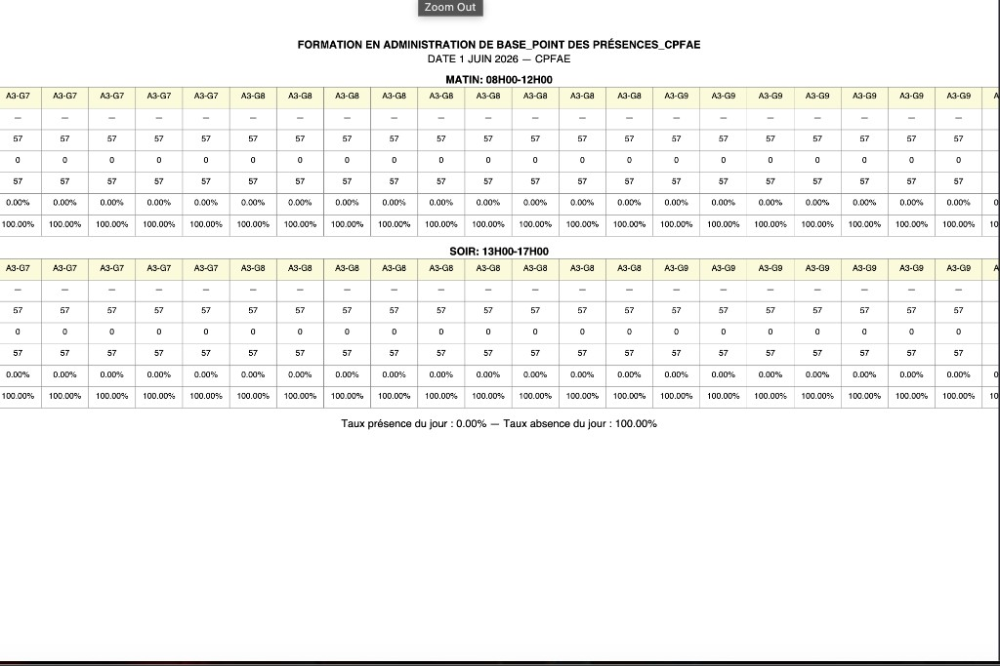 Zoom Out
FORMATION EN ADMINISTRATION DE BASE_POINT DES PRÉSENCES_CPFAE
DATE 1 JUIN 2026 — CPFAE
MATIN: 08H00-12H00
A3-G7 A3-G7 A3-G7 A3-G7 A3-G7 A3-G8 A3-G8 A3-G8 A3-G8 A3-G8 A3-G8 A3-G8 A3-G8 A3-G8 A3-G9 A3-G9 A3-G9 A3-G9 A3-G9 A3-G9 A3-G9 A
— — — — — — — — — — — — — — — — — — — — —
57 57 57 57 57 57 57 57 57 57 57 57 57 57 57 57 57 57 57 57 57
0 0 0 0 0 0 0 0 0 0 0 0 0 0 0 0 0 0 0 0 0
57 57 57 57 57 57 57 57 57 57 57 57 57 57 57 57 57 57 57 57 57
0.00% 0.00% 0.00% 0.00% 0.00% 0.00% 0.00% 0.00% 0.00% 0.00% 0.00% 0.00% 0.00% 0.00% 0.00% 0.00% 0.00% 0.00% 0.00% 0.00% 0.00% 0
100.00% 100.00% 100.00% 100.00% 100.00% 100.00% 100.00% 100.00% 100.00% 100.00% 100.00% 100.00% 100.00% 100.00% 100.00% 100.00% 100.00% 100.00% 100.00% 100.00% 100.00% 10
SOIR: 13H00-17H00
A3-G7 A3-G7 A3-G7 A3-G7 A3-G7 A3-G8 A3-G8 A3-G8 A3-G8 A3-G8 A3-G8 A3-G8 A3-G8 A3-G8 A3-G9 A3-G9 A3-G9 A3-G9 A3-G9 A3-G9 A3-G9 A
— — — — — — — — — — — — — — — — — — — — —
57 57 57 57 57 57 57 57 57 57 57 57 57 57 57 57 57 57 57 57 57
0 0 0 0 0 0 0 0 0 0 0 0 0 0 0 0 0 0 0 0 0
57 57 57 57 57 57 57 57 57 57 57 57 57 57 57 57 57 57 57 57 57
0.00% 0.00% 0.00% 0.00% 0.00% 0.00% 0.00% 0.00% 0.00% 0.00% 0.00% 0.00% 0.00% 0.00% 0.00% 0.00% 0.00% 0.00% 0.00% 0.00% 0.00% 0
100.00% 100.00% 100.00% 100.00% 100.00% 100.00% 100.00% 100.00% 100.00% 100.00% 100.00% 100.00% 100.00% 100.00% 100.00% 100.00% 100.00% 100.00% 100.00% 100.00% 100.00% 10
Taux présence du jour : 0.00% — Taux absence du jour : 100.00%